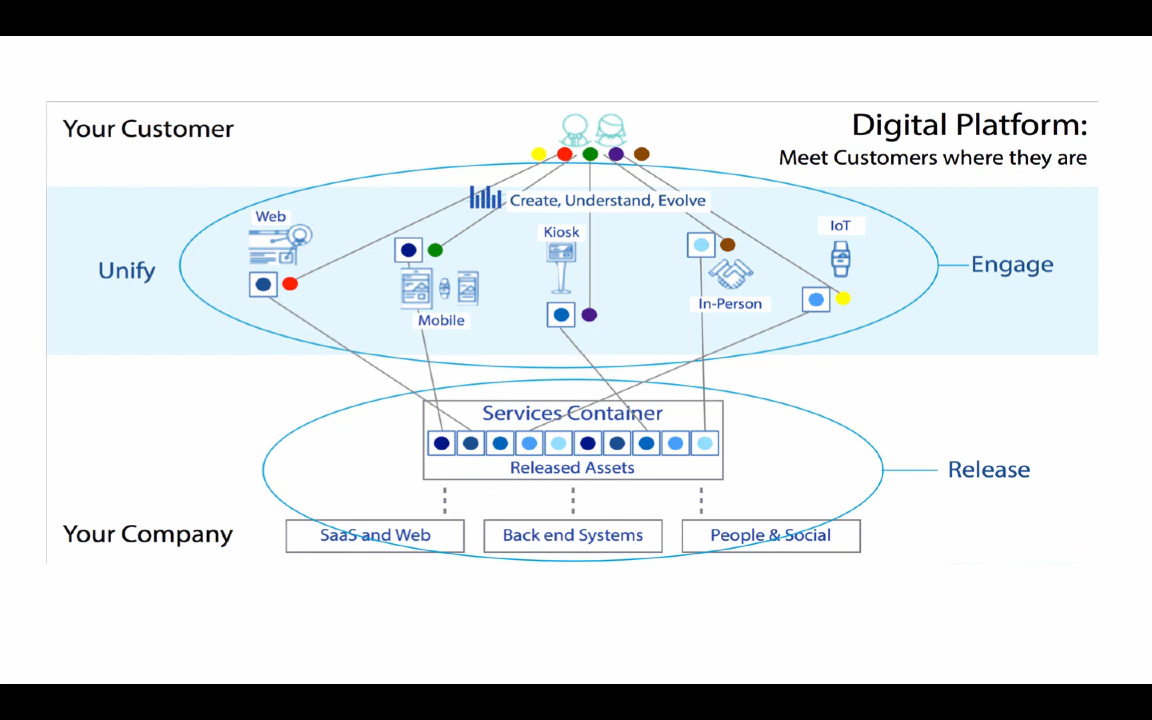 Your Customer
Digital Platform:
Meet Customers where they are
Create, Understand, Evolve
Web
Kiosk
IoT
Unify
Engage
In-Person
Mobile
Services Container
Released Assets
Release
Your Company
SaaS and Web
Back end Systems
People & Social